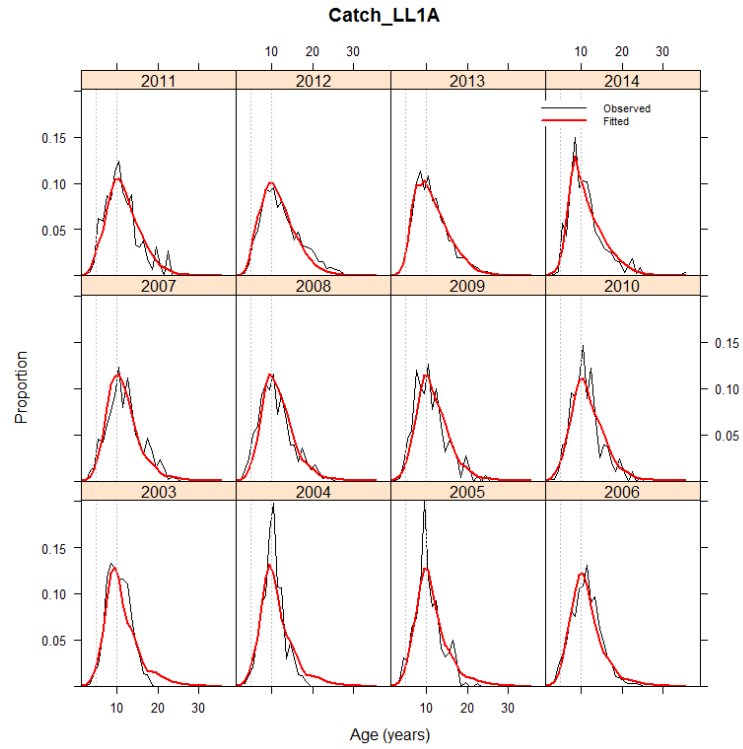 Catch_LL1A
10 20 30 10 20 30
2011 2012 2013 2014
Observed
Fitted
0.15
0.10
0.05
2007 2008 2009 2010
0.15
0.10
0.05
Proportion
2003 2004 2005 2006
0.15
0.10
0.05
10 20 30 10 20 30
Age (years)